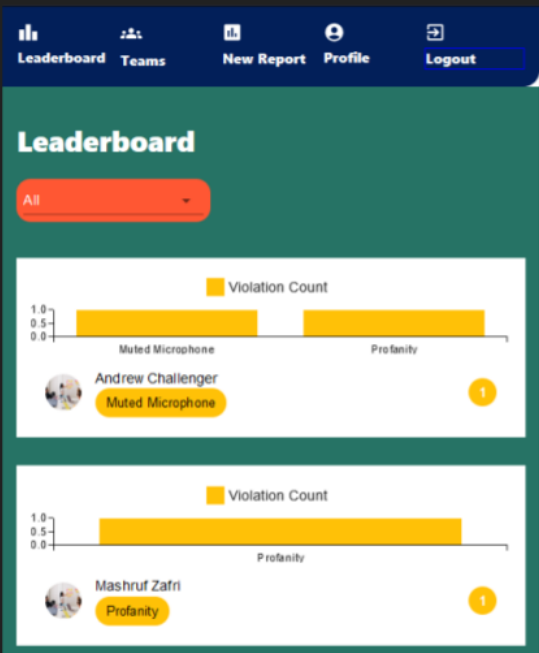 Leaderboard Teams New Report Profile Logout
Leaderboard
All
Violation Count
1.0
0.5
0.0
Muted Microphone Profanity
Andrew Challenger
Muted Microphone 1
Violation Count
1.0
0.5
0.0
Profanity
Mashruf Zafri
Profanity 1